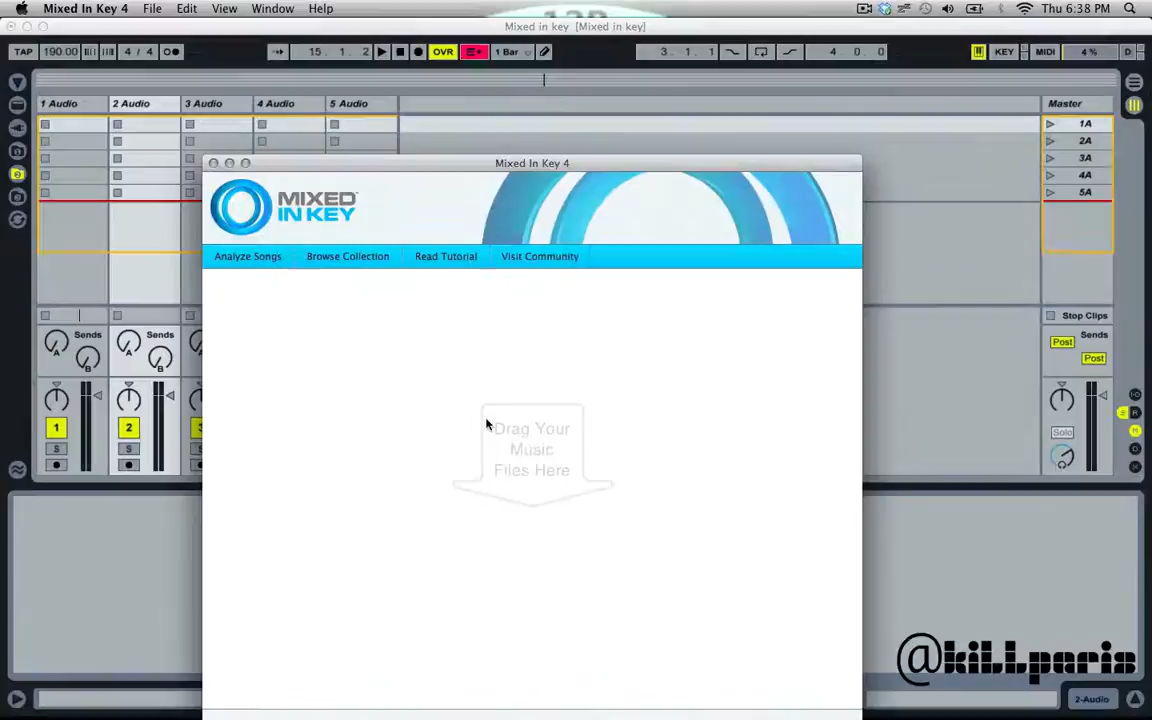 Mixed In Key 4 File Edit View Window Help Thu 6:38 PM
Mixed in key [Mixed in key]
TAP 190.00 4 / 4 15. 1. 2 OVR 1 Bar 3. 1. 1 4. 0. 0 KEY MIDI 4 % D
1 Audio 2 Audio 3 Audio 4 Audio 5 Audio Master
1A
2A
3A
4A
5A
Mixed In Key 4
MIXED
IN KEY
Analyze Songs Browse Collection Read Tutorial Visit Community
Stop Clips
Sends Sends Sends
A A A
B B B
Post
Post
1 2 3
S S S
Solo
Drag Your
Music
Files Here
@killparis
2-Audio